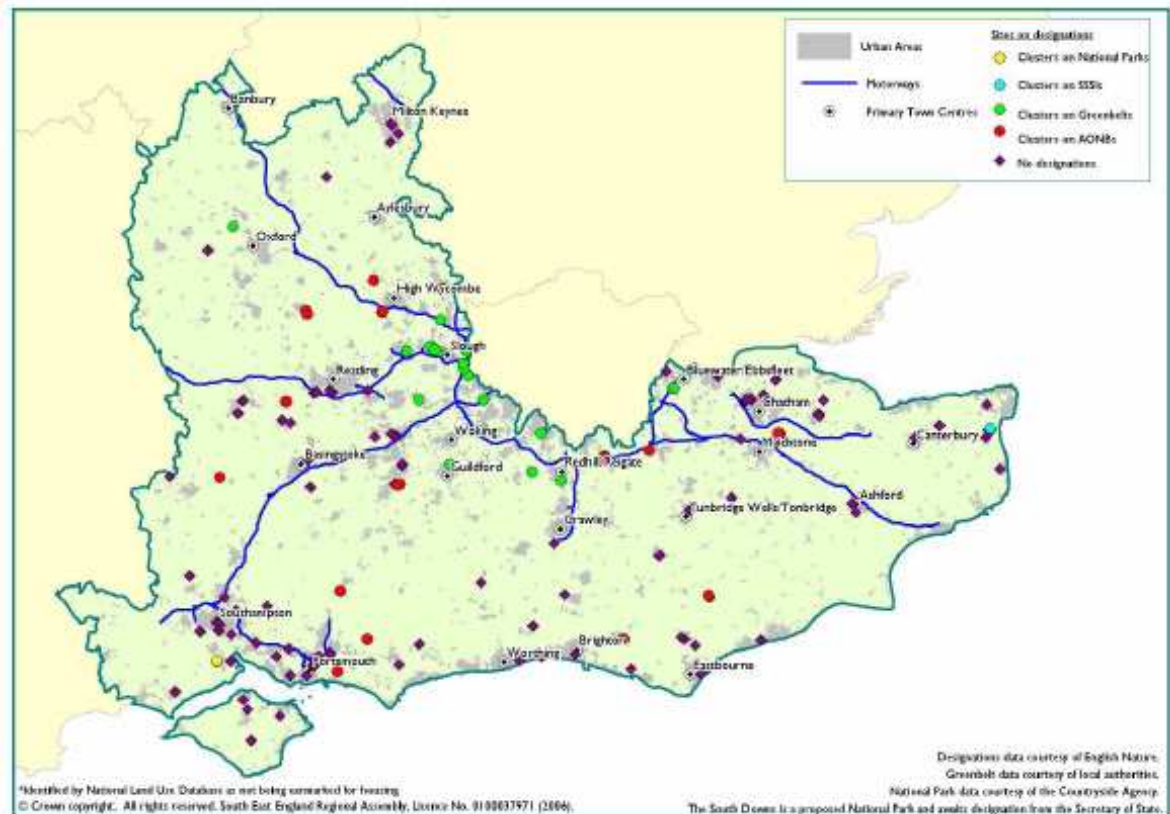 Urban Areas
Motorways
Primary Town Centres
Sites on designations
Clusters on National Parks
Clusters on SSSIs
Clusters on Greenbelts
Clusters on AONBs
No designations
Banbury
Milton Keynes
Aylesbury
Oxford
High Wycombe
Slough
Reading
Bluewater/Ebbsfleet
Chatham
Woking
Canterbury
Maidstone
Basingstoke
Guildford
Redhill/Reigate
Ashford
Tunbridge Wells/Tonbridge
Crawley
Southampton
Brighton
Worthing
Portsmouth
Eastbourne
Designations data courtesy of English Nature.
Greenbelt data courtesy of local authorities.
National Park data courtesy of the Countryside Agency.
The South Downs is a proposed National Park and awaits designation from the Secretary of State.
*Identified by National Land Use Database as not being earmarked for housing
© Crown copyright. All rights reserved. South East England Regional Assembly, Licence No. 0100037971 (2006).